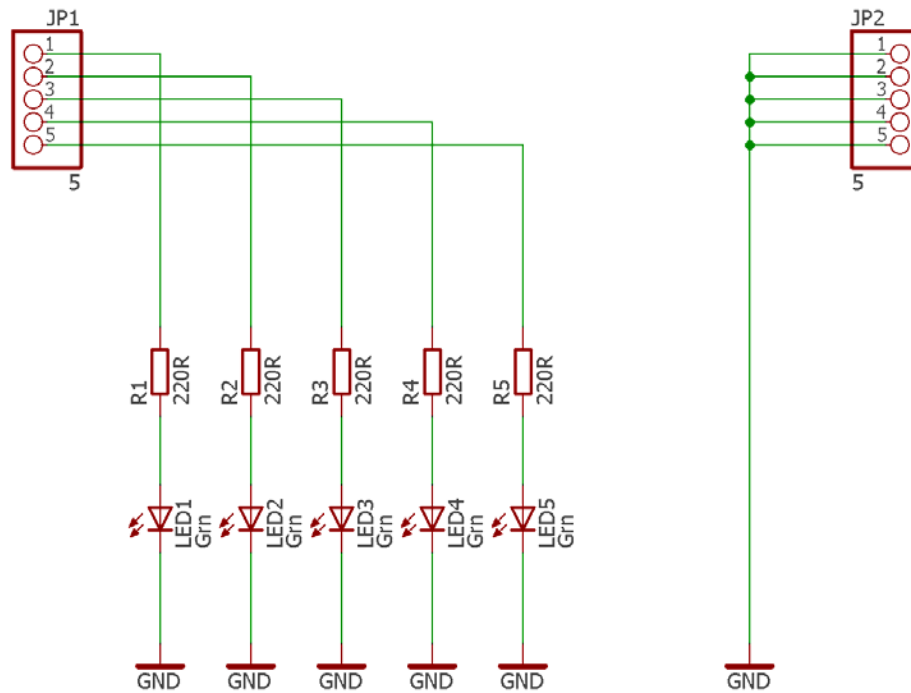 JP1
1
2
3
4
5
5
JP2
1
2
3
4
5
5
R1
220R
R2
220R
R3
220R
R4
220R
R5
220R
LED1
Grn
LED2
Grn
LED3
Grn
LED4
Grn
LED5
Grn
GND
GND
GND
GND
GND
GND